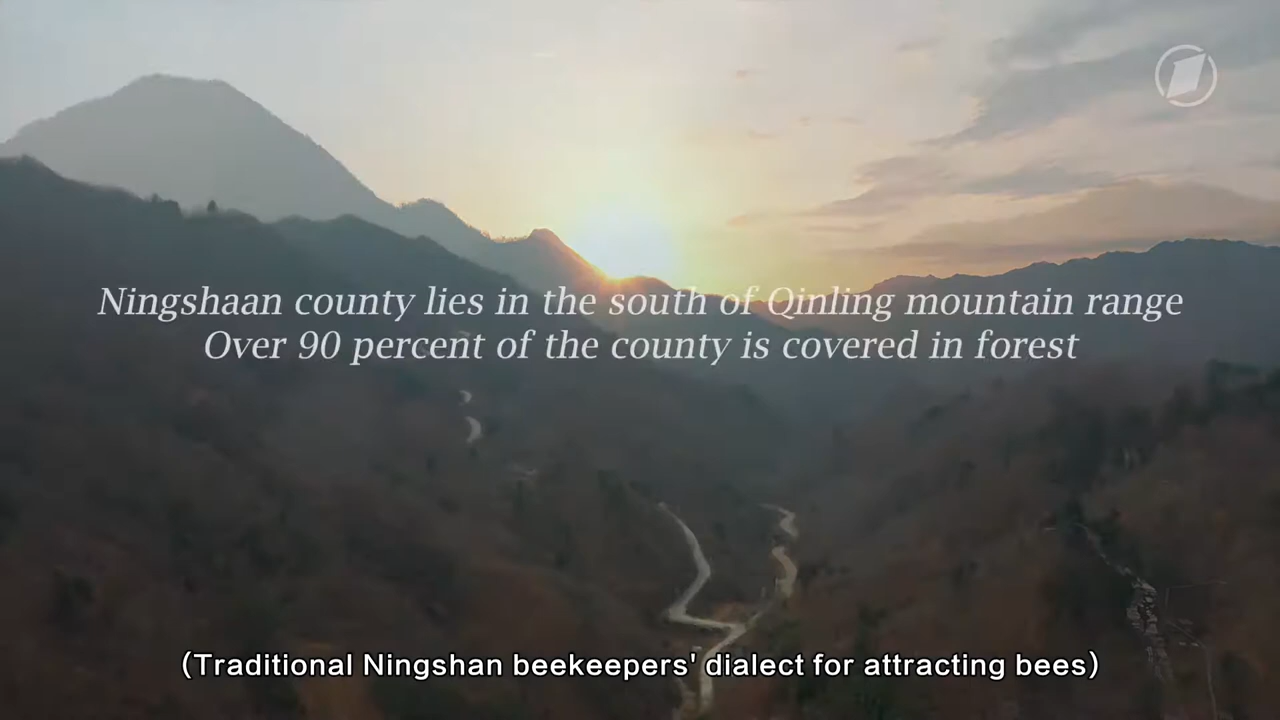 Ningshaan county lies in the south of Qinling mountain range
Over 90 percent of the county is covered in forest
(Traditional Ningshan beekeepers' dialect for attracting bees)